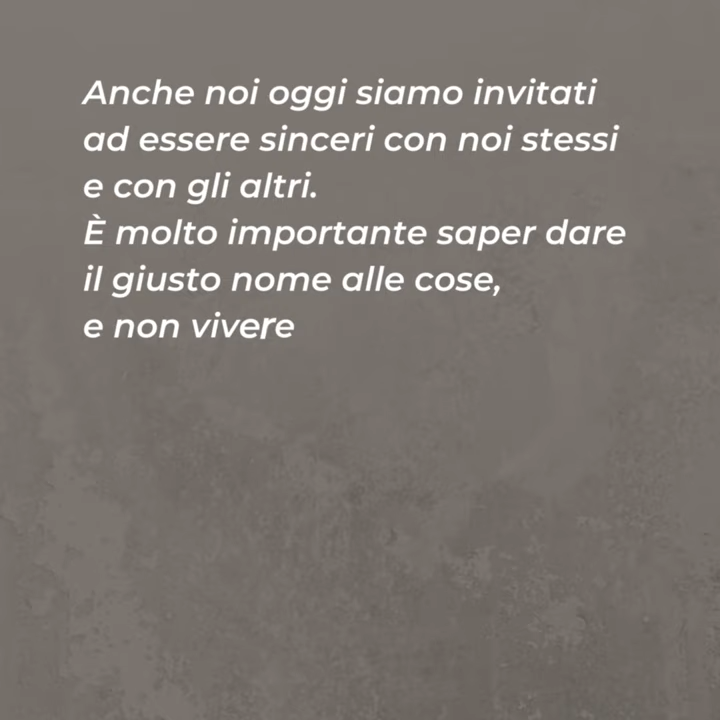 Anche noi oggi siamo invitati
ad essere sinceri con noi stessi
e con gli altri.
È molto importante saper dare
il giusto nome alle cose,
e non vivere